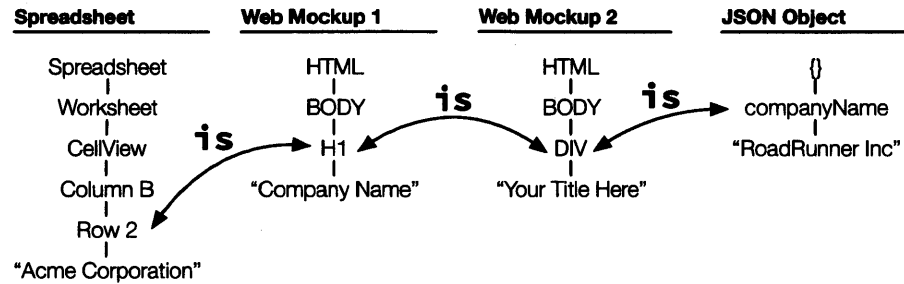 Spreadsheet Web Mockup 1 Web Mockup 2 JSON Object
Spreadsheet HTML HTML {}
Worksheet BODY is BODY is companyName
CellView is H1 DIV "RoadRunner Inc"
Column B "Company Name" "Your Title Here"
Row 2
"Acme Corporation"